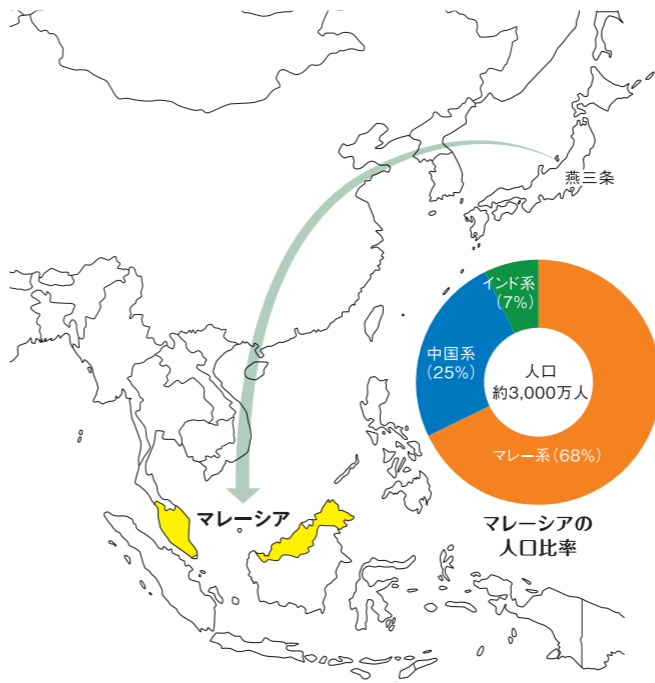 燕三条
インド系
(7%)
中国系
(25%)
人口
約3,000万人
マレー系(68%)
マレーシア
マレーシアの
人口比率